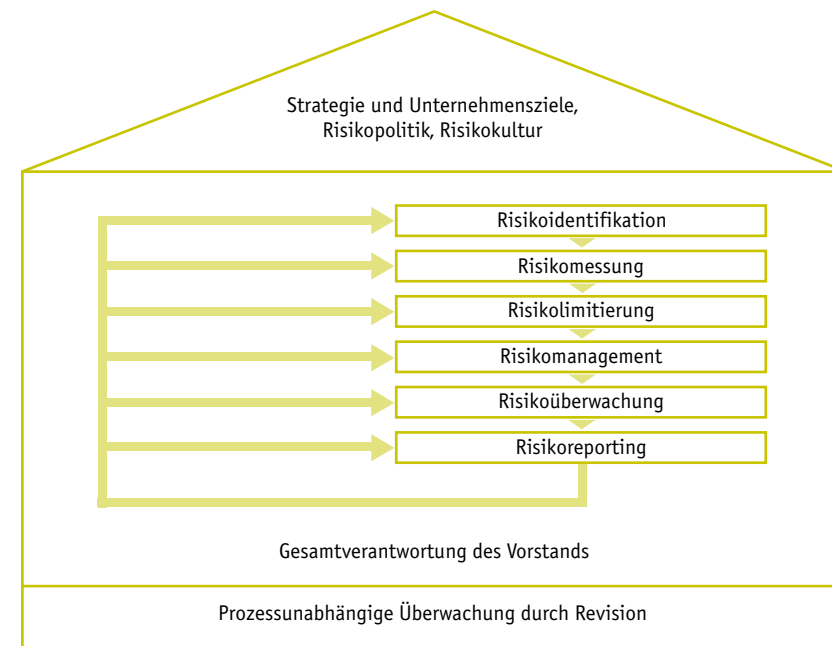 Strategie und Unternehmensziele,
Risikopolitik, Risikokultur
Risikoidentifikation
Risikomessung
Risikolimitierung
Risikomanagement
Risikoüberwachung
Risikoreporting
Gesamtverantwortung des Vorstands
Prozessunabhängige Überwachung durch Revision